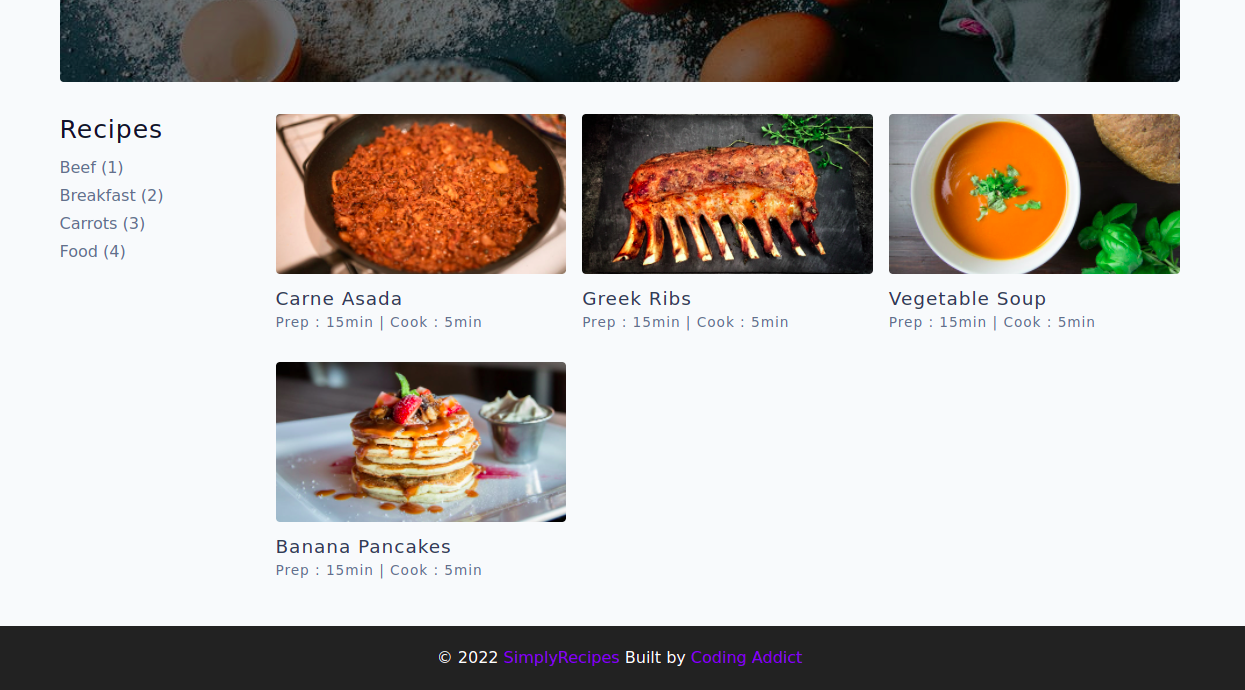 Recipes
Beef (1)
Breakfast (2)
Carrots (3)
Food (4)
Carne Asada
Prep : 15min | Cook : 5min
Greek Ribs
Prep : 15min | Cook : 5min
Vegetable Soup
Prep : 15min | Cook : 5min
Banana Pancakes
Prep : 15min | Cook : 5min
© 2022 SimplyRecipes Built by Coding Addict